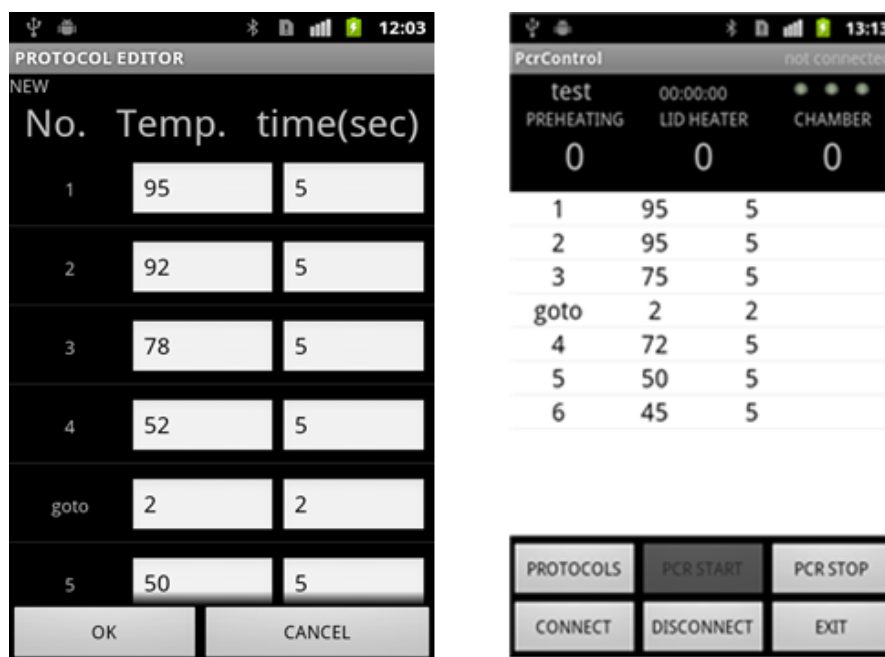 12:03
PROTOCOL EDITOR
NEW
No. Temp. time(sec)
1 95 5
2 92 5
3 78 5
4 52 5
goto 2 2
5 50 5
OK CANCEL
13:13
PcrControl not connected
test 00:00:00
PREHEATING LID HEATER CHAMBER
0 0 0
1 95 5
2 95 5
3 75 5
goto 2 2
4 72 5
5 50 5
6 45 5
PROTOCOLS PCR START PCR STOP
CONNECT DISCONNECT EXIT